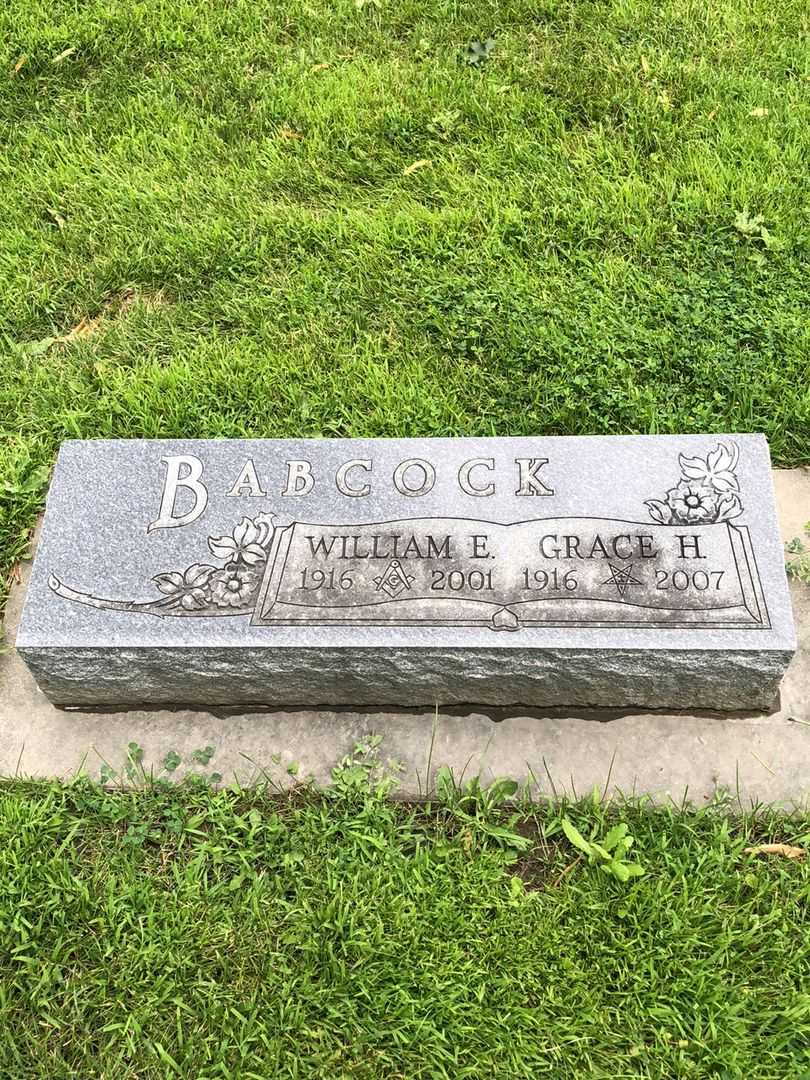 BABCOCK
WILLIAM E. GRACE H.
1916 G 2001 1916 2007